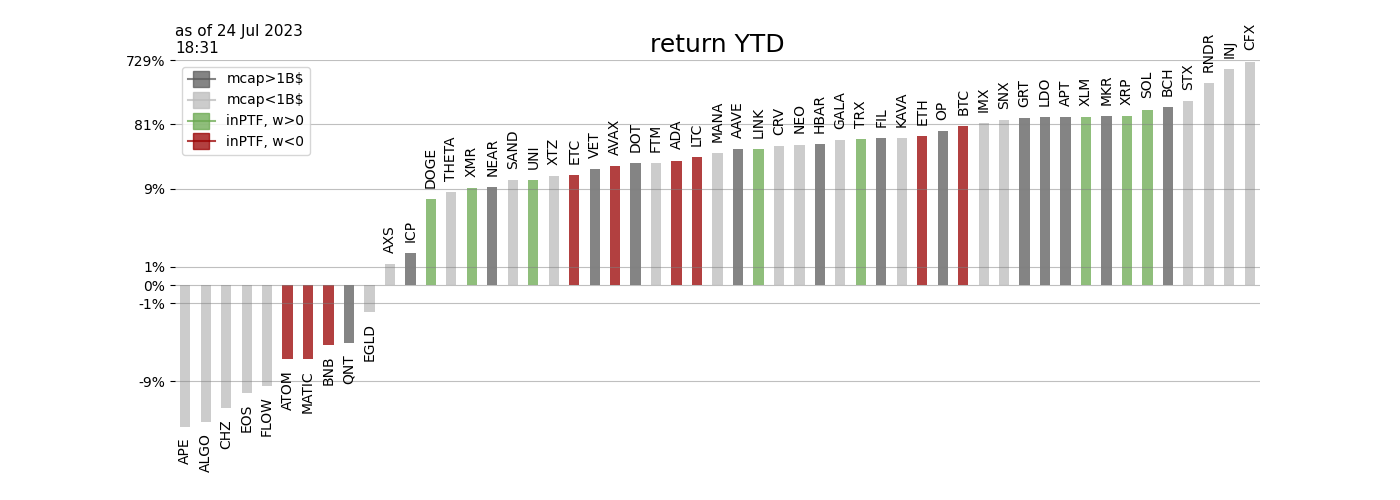 as of 24 Jul 2023
18:31
return YTD
729%
81%
9%
1%
0%
-1%
-9%
mcap>1B$
mcap<1B$
inPTF, w>0
inPTF, w<0
APE
ALGO
CHZ
EOS
FLOW
ATOM
MATIC
BNB
QNT
EGLD
AXS
ICP
DOGE
THETA
XMR
NEAR
SAND
UNI
XTZ
ETC
VET
AVAX
DOT
FTM
ADA
LTC
MANA
AAVE
LINK
CRV
NEO
HBAR
GALA
TRX
FIL
KAVA
ETH
OP
BTC
IMX
SNX
GRT
LDO
APT
XLM
MKR
XRP
SOL
BCH
STX
RNDR
INJ
CFX